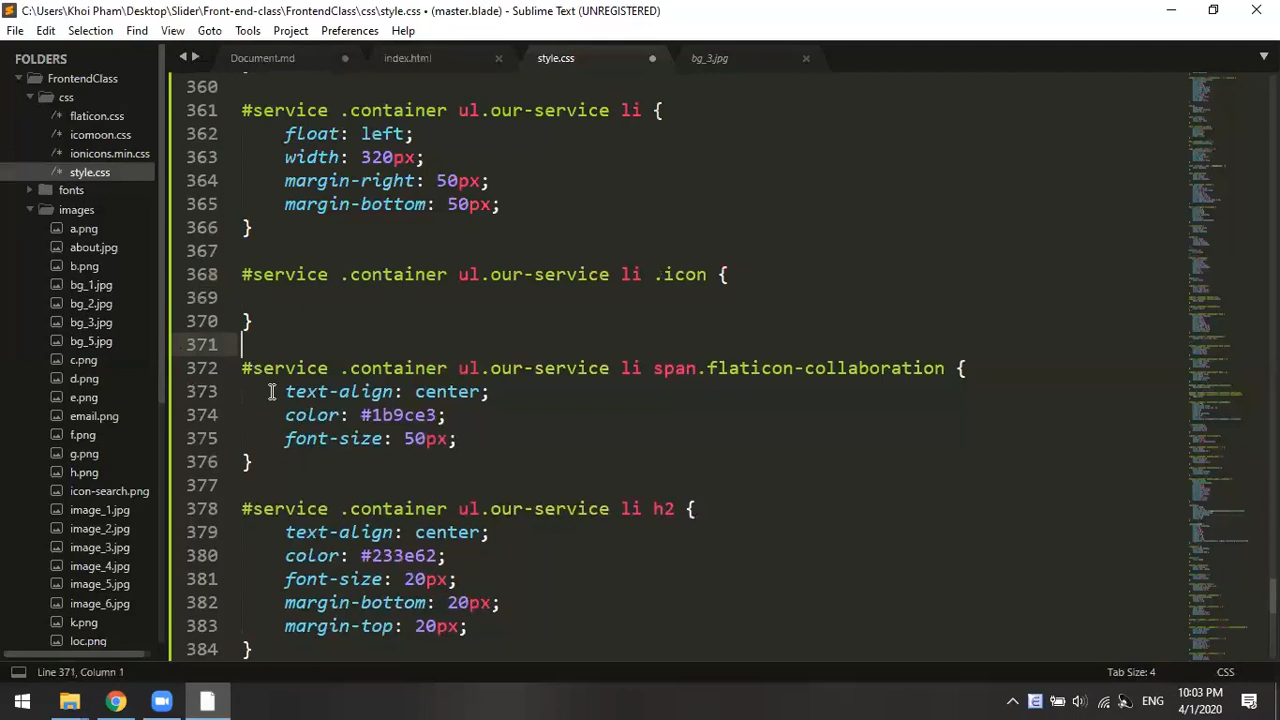 C:\Users\Khoi Pham\Desktop\Slider\Front-end-class\FrontendClass\css\style.css • (master.blade) - Sublime Text (UNREGISTERED)
File Edit Selection Find View Goto Tools Project Preferences Help
FOLDERS
FrontendClass
css
/* flaticon.css
/* icomoon.css
/* ionicons.min.css
/* style.css
fonts
images
a.png
about.jpg
b.png
bg_1.jpg
bg_2.jpg
bg_3.jpg
bg_5.jpg
c.png
d.png
e.png
email.png
f.png
g.png
h.png
icon-search.png
image_1.jpg
image_2.jpg
image_3.jpg
image_4.jpg
image_5.jpg
image_6.jpg
k.png
loc.png
Document.md index.html style.css bg_3.jpg
360
361 #service .container ul.our-service li {
362 float: left;
363 width: 320px;
364 margin-right: 50px;
365 margin-bottom: 50px;
366 }
367
368 #service .container ul.our-service li .icon {
369
370 }
371
372 #service .container ul.our-service li span.flaticon-collaboration {
373 text-align: center;
374 color: #1b9ce3;
375 font-size: 50px;
376 }
377
378 #service .container ul.our-service li h2 {
379 text-align: center;
380 color: #233e62;
381 font-size: 20px;
382 margin-bottom: 20px;
383 margin-top: 20px;
384 }
Line 371, Column 1 Tab Size: 4 CSS
ENG
10:03 PM
4/1/2020